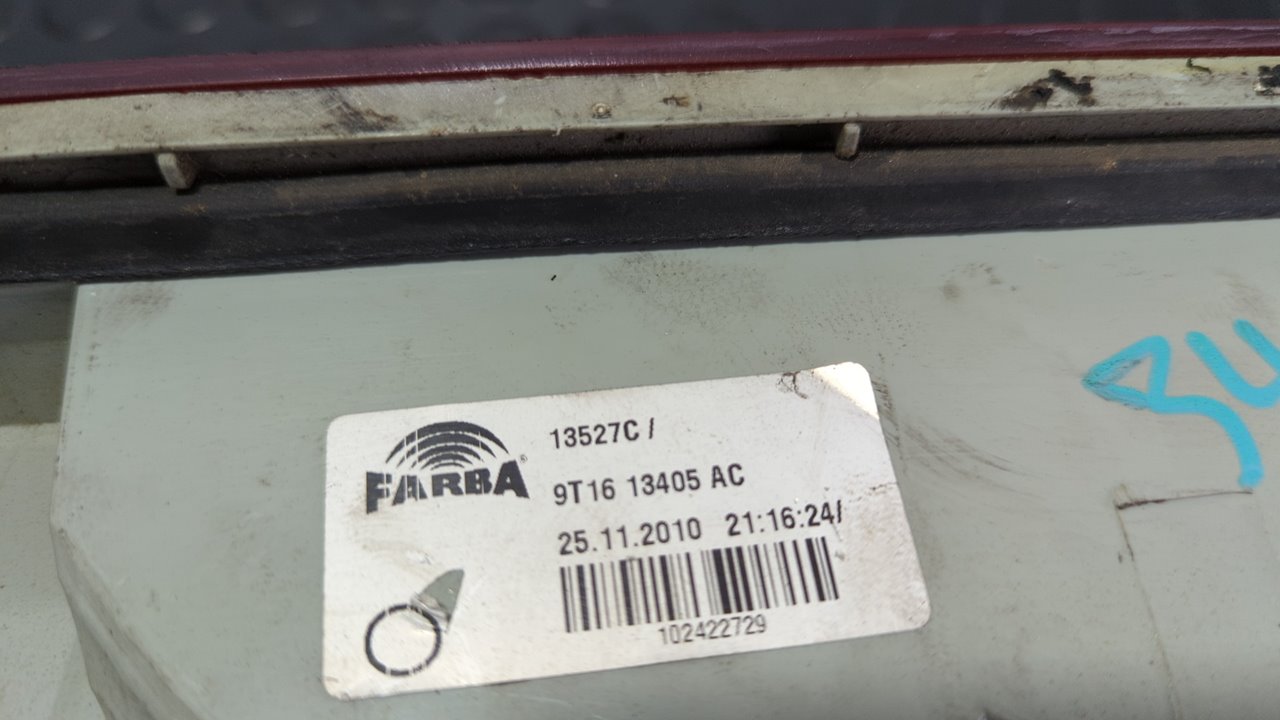 FARBA®
13527C /
9T16 13405 AC
25.11.2010 21:16:24/
102422729